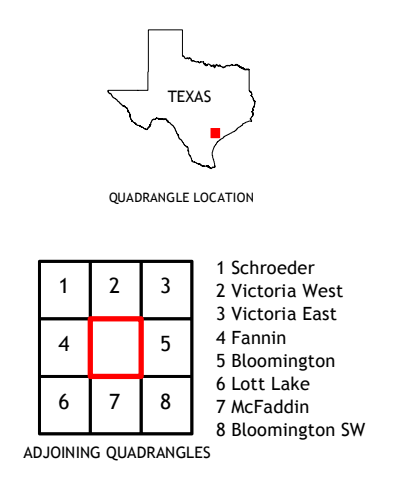 TEXAS
QUADRANGLE LOCATION
1 2 3
4 5
6 7 8
ADJOINING QUADRANGLES
1 Schroeder
2 Victoria West
3 Victoria East
4 Fannin
5 Bloomington
6 Lott Lake
7 McFaddin
8 Bloomington SW